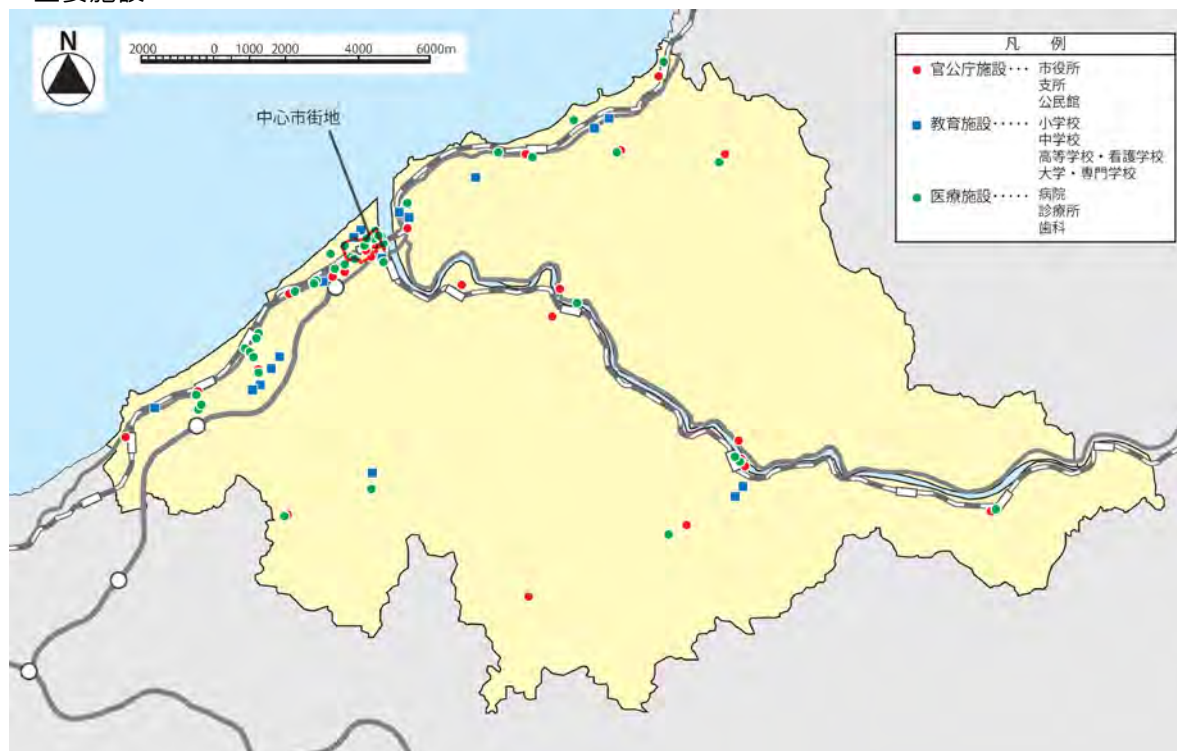 主要施設
N
2000 0 1000 2000 4000 6000m
中心市街地
凡 例
官公庁施設･･･ 市役所
支所
公民館
教育施設･････ 小学校
中学校
高等学校・看護学校
大学・専門学校
医療施設･････ 病院
診療所
歯科